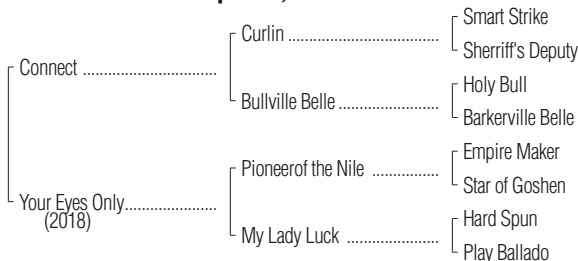 Smart Strike
Curlin ........................................
Sherriff's Deputy
Connect ...................................
Holy Bull
Bullville Belle ..........................
Barkerville Belle
Empire Maker
Pioneerof the Nile .................
Star of Goshen
Your Eyes Only........................
(2018)
Hard Spun
My Lady Luck ........................
Play Ballado